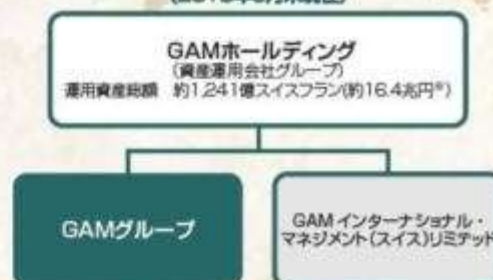 GAMホールディング
(資産運用会社グループ)
運用資産総額 約1,241億スイスフラン(約16.4兆円※)
GAMグループ
GAM インターナショナル・
マネジメント(スイス)リミテッド